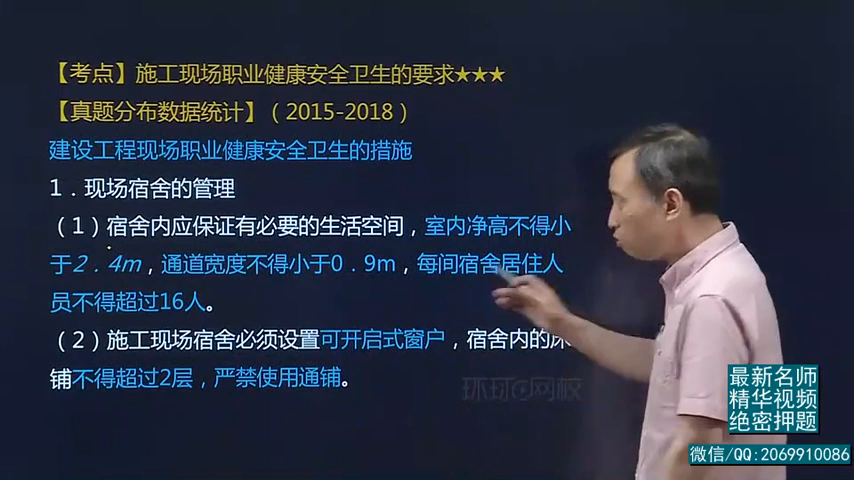 【考点】施工现场职业健康安全卫生的要求★★★
【真题分布数据统计】（2015-2018）
建设工程现场职业健康安全卫生的措施
1．现场宿舍的管理
（1）宿舍内应保证有必要的生活空间，室内净高不得小
于2．4m，通道宽度不得小于0．9m，每间宿舍居住人
员不得超过16人。
（2）施工现场宿舍必须设置可开启式窗户，宿舍内的床
铺不得超过2层，严禁使用通铺。
环球网校
最新名师
精华视频
绝密押题
微信/QQ:2069910086